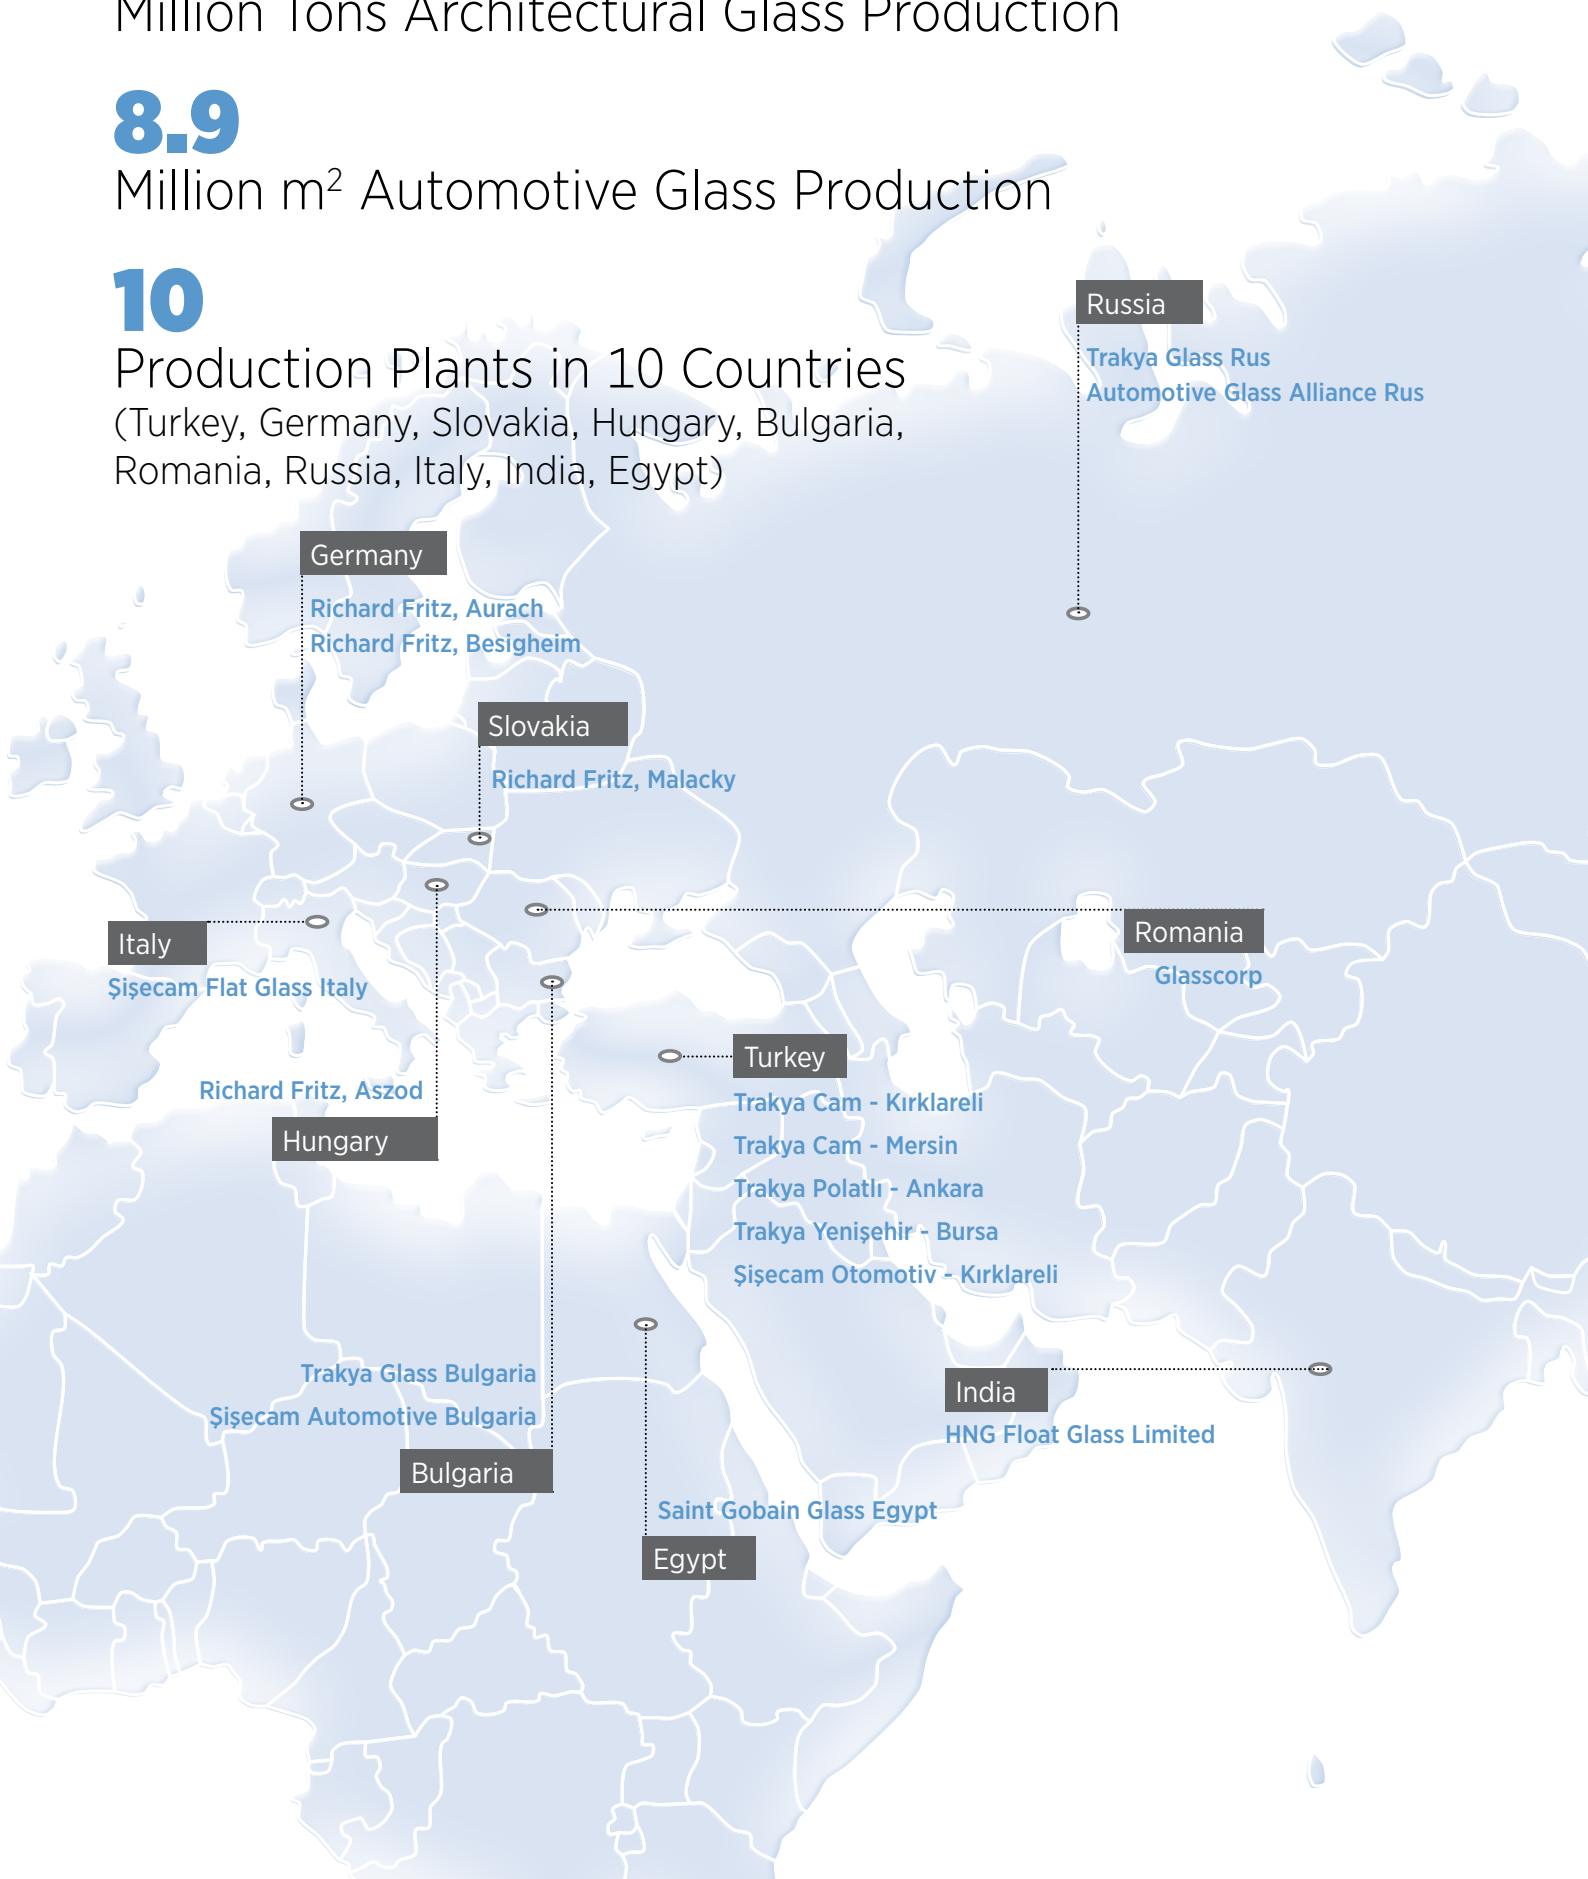 Million Tons Architectural Glass Production
8.9
Million m² Automotive Glass Production
10
Production Plants in 10 Countries
(Turkey, Germany, Slovakia, Hungary, Bulgaria,
Romania, Russia, Italy, India, Egypt)
Russia
Trakya Glass Rus
Automotive Glass Alliance Rus
Germany
Richard Fritz, Aurach
Richard Fritz, Besigheim
Slovakia
Richard Fritz, Malacky
Italy
Şişecam Flat Glass Italy
Romania
Glasscorp
Richard Fritz, Aszod
Hungary
Turkey
Trakya Cam - Kırklareli
Trakya Cam - Mersin
Trakya Polatlı - Ankara
Trakya Yenişehir - Bursa
Şişecam Otomotiv - Kırklareli
Trakya Glass Bulgaria
Şişecam Automotive Bulgaria
Bulgaria
India
HNG Float Glass Limited
Saint Gobain Glass Egypt
Egypt